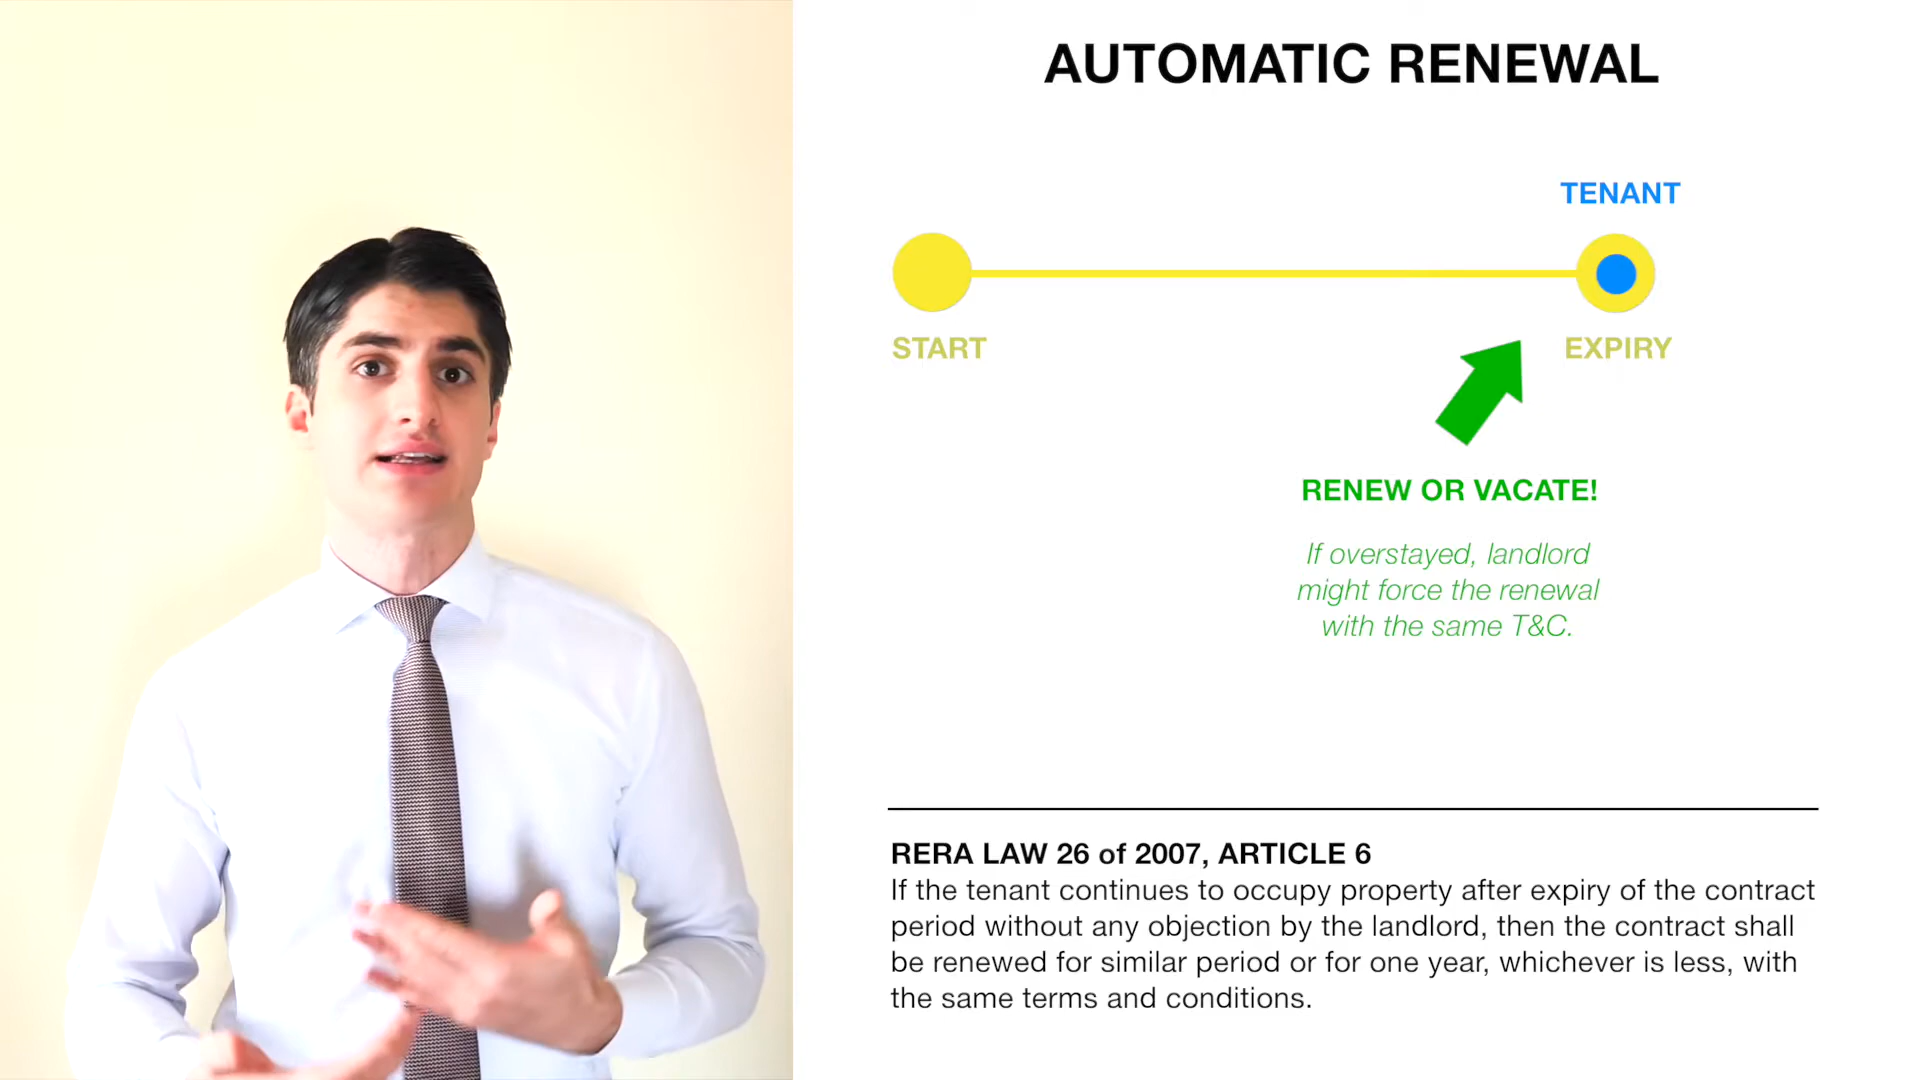 AUTOMATIC RENEWAL
TENANT
START
EXPIRY
RENEW OR VACATE!
If overstayed, landlord
might force the renewal
with the same T&C.
RERA LAW 26 of 2007, ARTICLE 6
If the tenant continues to occupy property after expiry of the contract
period without any objection by the landlord, then the contract shall
be renewed for similar period or for one year, whichever is less, with
the same terms and conditions.